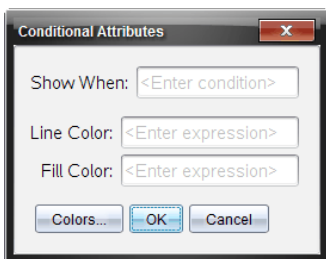 Conditional Attributes
Show When: <Enter condition>
Line Color: <Enter expression>
Fill Color: <Enter expression>
Colors... OK Cancel